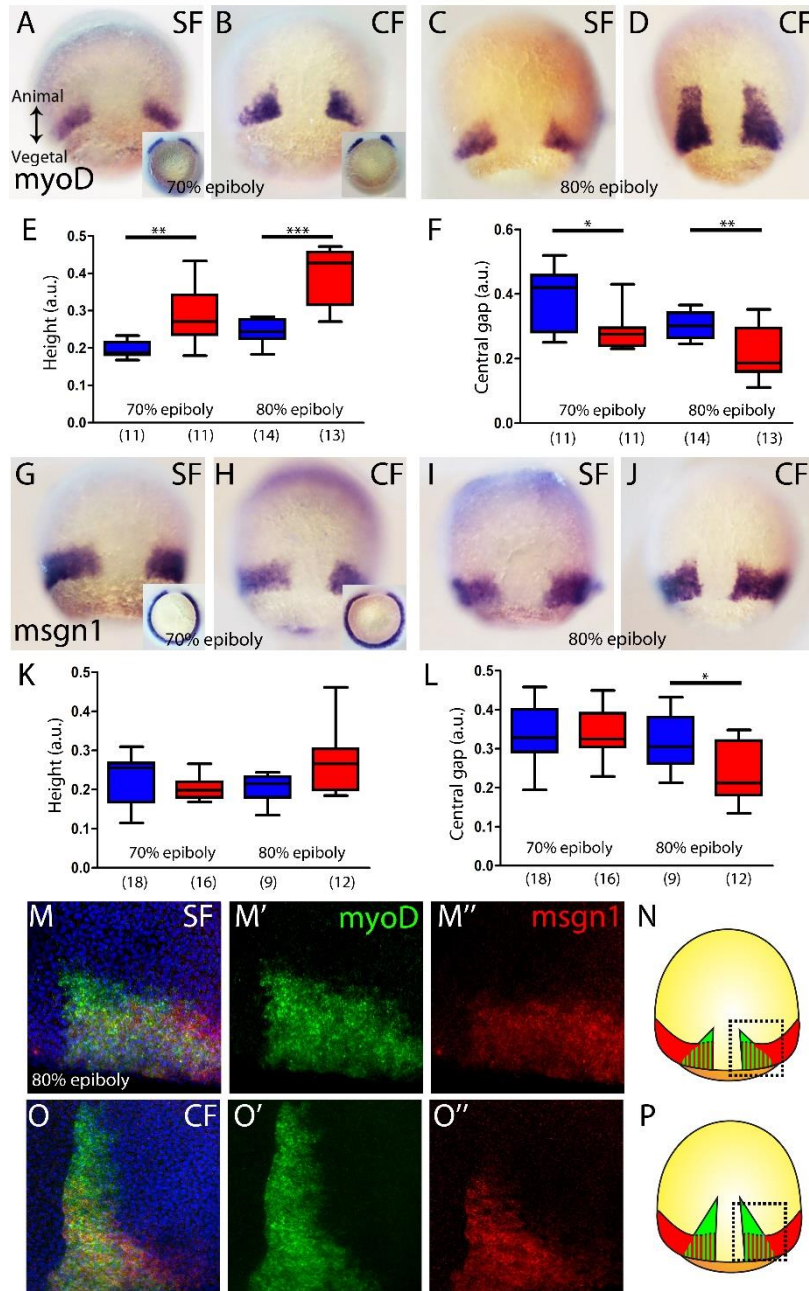 A SF B CF C SF D CF
Animal
Vegetal
myoD 70% epiboly 80% epiboly
E F
** *** * **
Height (a.u.) Central gap (a.u.)
0.5 0.4 0.3 0.2 0.1 0.0
0.6 0.4 0.2 0.0
70% epiboly 80% epiboly 70% epiboly 80% epiboly
(11) (11) (14) (13) (11) (11) (14) (13)
G SF H CF I SF J CF
msgn1 70% epiboly 80% epiboly
K L
*
Height (a.u.) Central gap (a.u.)
0.5 0.4 0.3 0.2 0.1 0.0
0.5 0.4 0.3 0.2 0.1 0.0
70% epiboly 80% epiboly 70% epiboly 80% epiboly
(18) (16) (9) (12) (18) (16) (9) (12)
M SF M' myoD M'' msgn1 N
80% epiboly
O CF O' O'' P